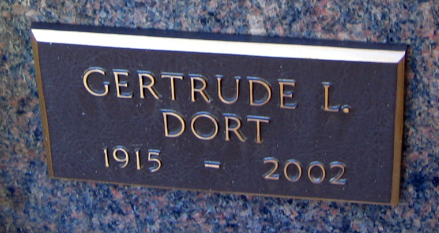 GERTRUDE L.
DORT
1915 - 2002